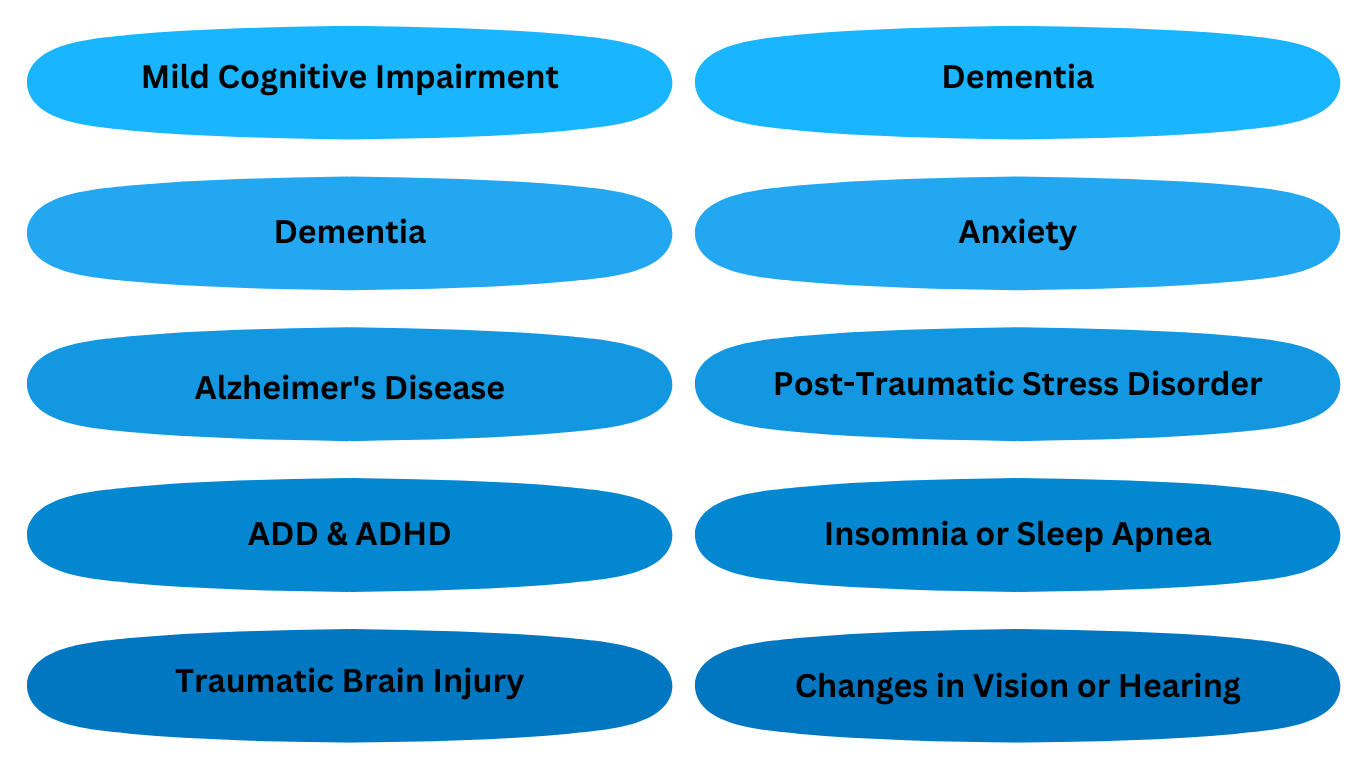 Mild Cognitive Impairment
Dementia
Dementia
Anxiety
Alzheimer's Disease
Post-Traumatic Stress Disorder
ADD & ADHD
Insomnia or Sleep Apnea
Traumatic Brain Injury
Changes in Vision or Hearing